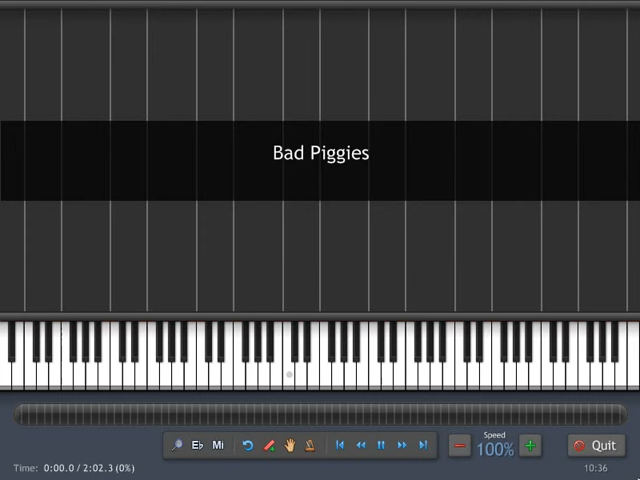 Bad Piggies
E♭ Mi
Speed
100%
Quit
Time: 0:00.0 / 2:02.3 (0%)
10:36